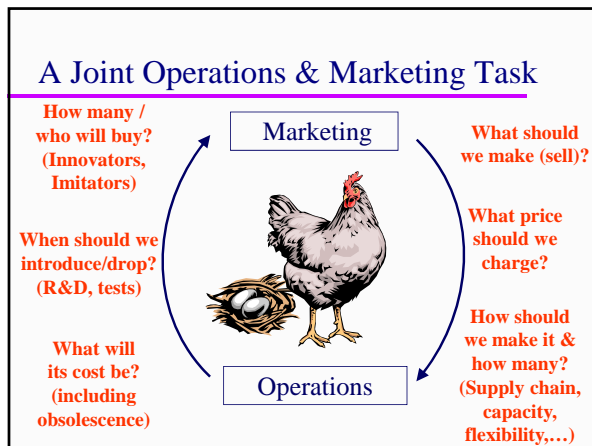 A Joint Operations & Marketing Task
How many /
who will buy?
(Innovators,
Imitators)
When should we
introduce/drop?
(R&D, tests)
What will
its cost be?
(including
obsolescence)
Marketing
Operations
What should
we make (sell)?
What price
should we
charge?
How should
we make it &
how many?
(Supply chain,
capacity,
flexibility,…)